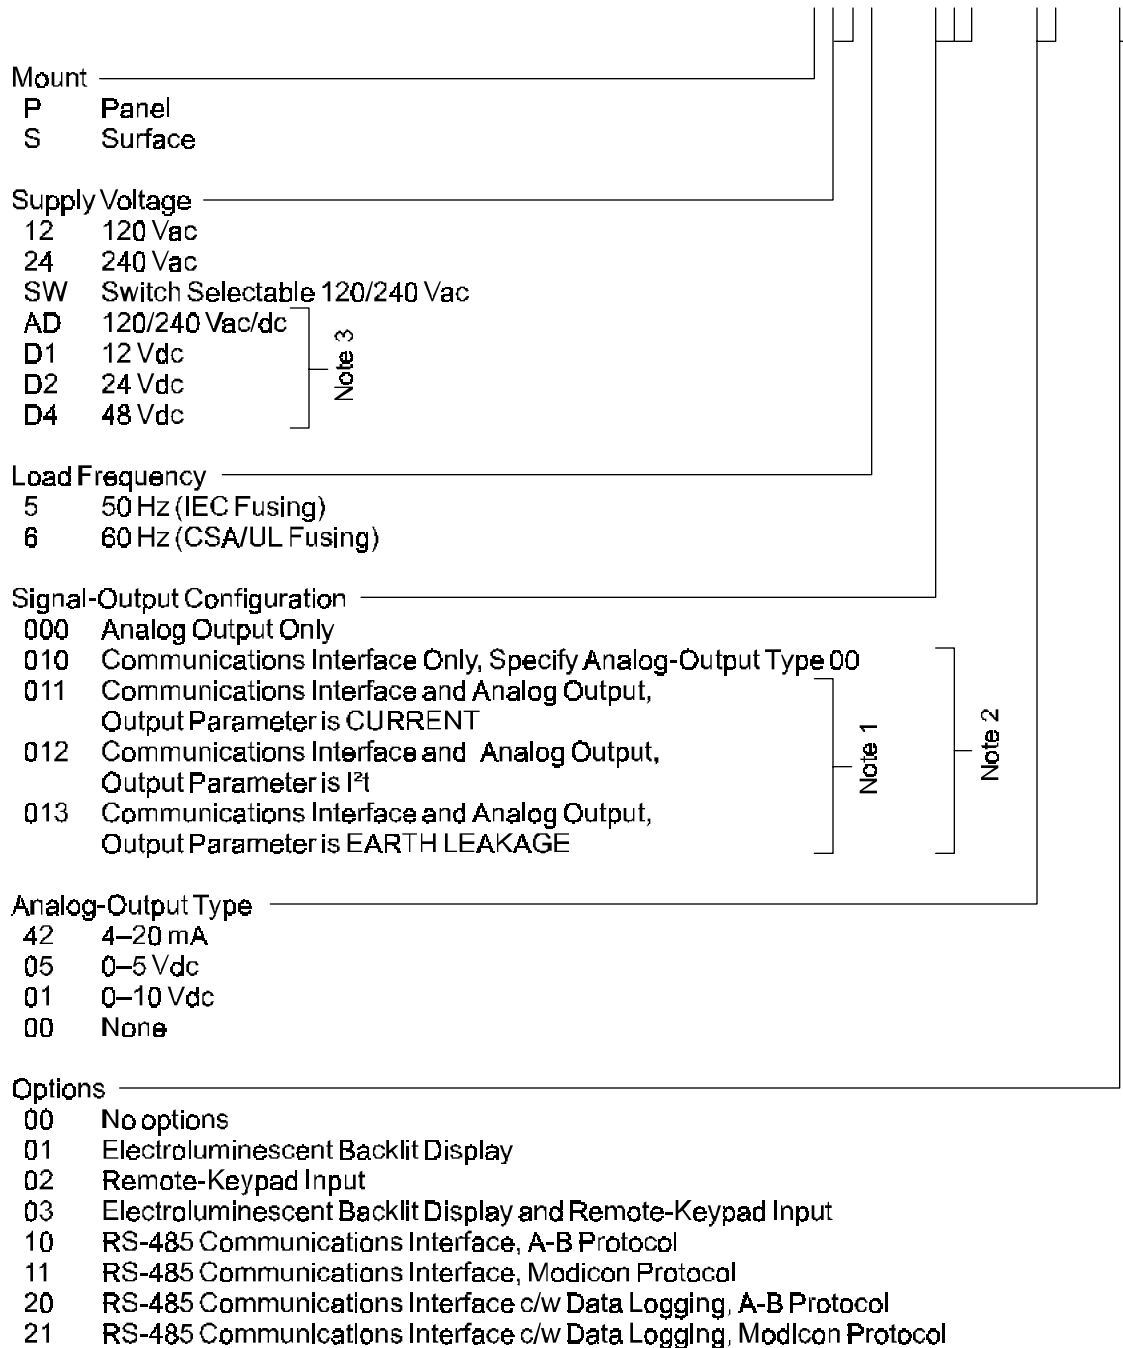 Mount
P Panel
S Surface
Supply Voltage
12 120 Vac
24 240 Vac
SW Switch Selectable 120/240 Vac
AD 120/240 Vac/dc
D1 12 Vdc
D2 24 Vdc
D4 48 Vdc
Note 3
Load Frequency
5 50 Hz (IEC Fusing)
6 60 Hz (CSA/UL Fusing)
Signal-Output Configuration
000 Analog Output Only
010 Communications Interface Only, Specify Analog-Output Type 00
011 Communications Interface and Analog Output,
Output Parameter is CURRENT
012 Communications Interface and Analog Output,
Output Parameter is I²t
013 Communications Interface and Analog Output,
Output Parameter is EARTH LEAKAGE
Note 1
Note 2
Analog-Output Type
42 4–20 mA
05 0–5 Vdc
01 0–10 Vdc
00 None
Options
00 No options
01 Electroluminescent Backlit Display
02 Remote-Keypad Input
03 Electroluminescent Backlit Display and Remote-Keypad Input
10 RS-485 Communications Interface, A-B Protocol
11 RS-485 Communications Interface, Modicon Protocol
20 RS-485 Communications Interface c/w Data Logging, A-B Protocol
21 RS-485 Communications Interface c/w Data Logging, Modicon Protocol